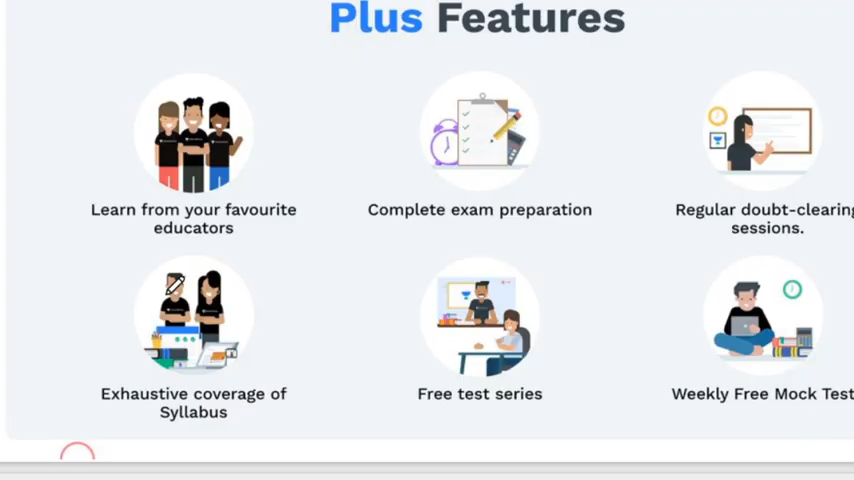 Plus Features
Learn from your favourite
educators
Complete exam preparation
Regular doubt-clearing
sessions.
Exhaustive coverage of
Syllabus
Free test series
Weekly Free Mock Test